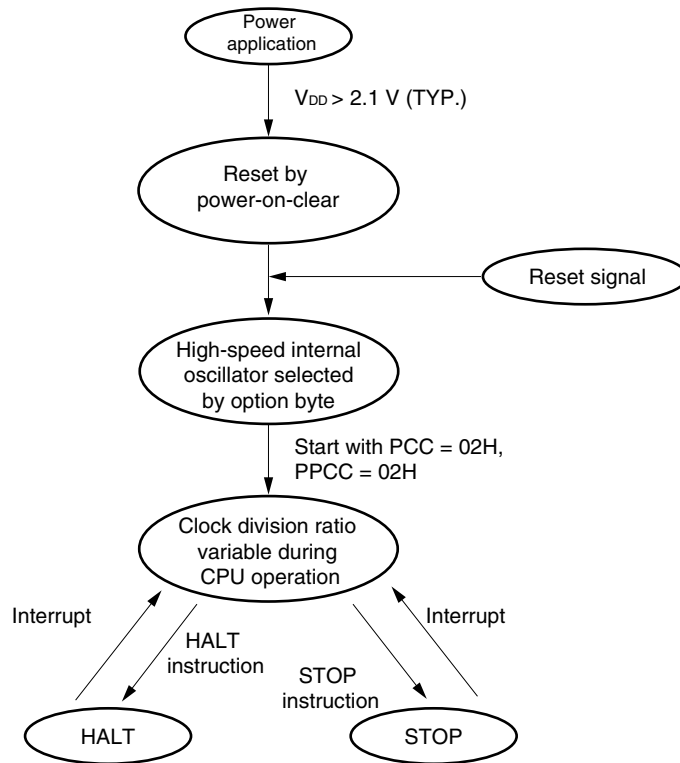 Power
application
VDD > 2.1 V (TYP.)
Reset by
power-on-clear
Reset signal
High-speed internal
oscillator selected
by option byte
Start with PCC = 02H,
PPCC = 02H
Clock division ratio
variable during
CPU operation
Interrupt
Interrupt
HALT
instruction
STOP
instruction
HALT
STOP